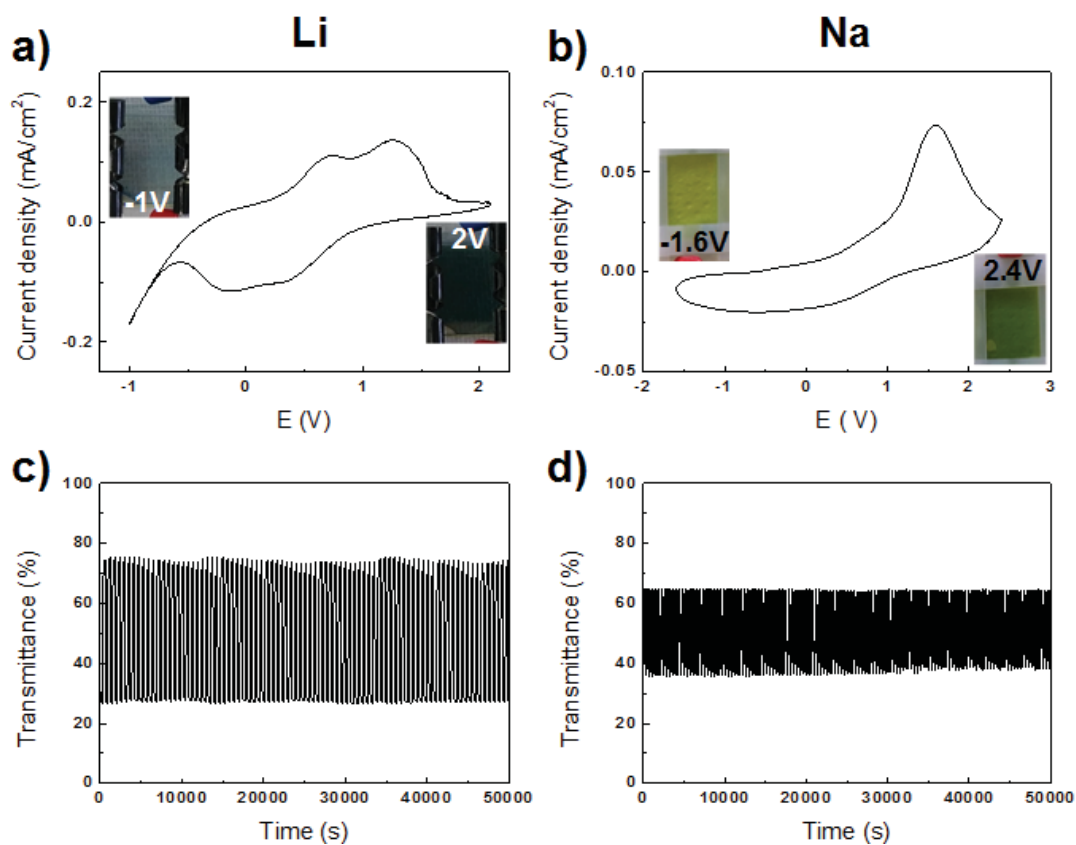 Li
Na
a)
b)
Current density (mA/cm²)
0.2
0.0
-0.2
-1V
2V
-1
0
1
2
E (V)
Current density (mA/cm²)
0.10
0.05
0.00
-0.05
-1.6V
2.4V
-2
-1
0
1
2
3
E ( V)
c)
d)
Transmittance (%)
100
80
60
40
20
0
0
10000
20000
30000
40000
50000
Time (s)
Transmittance (%)
100
80
60
40
20
0
0
10000
20000
30000
40000
50000
Time (s)